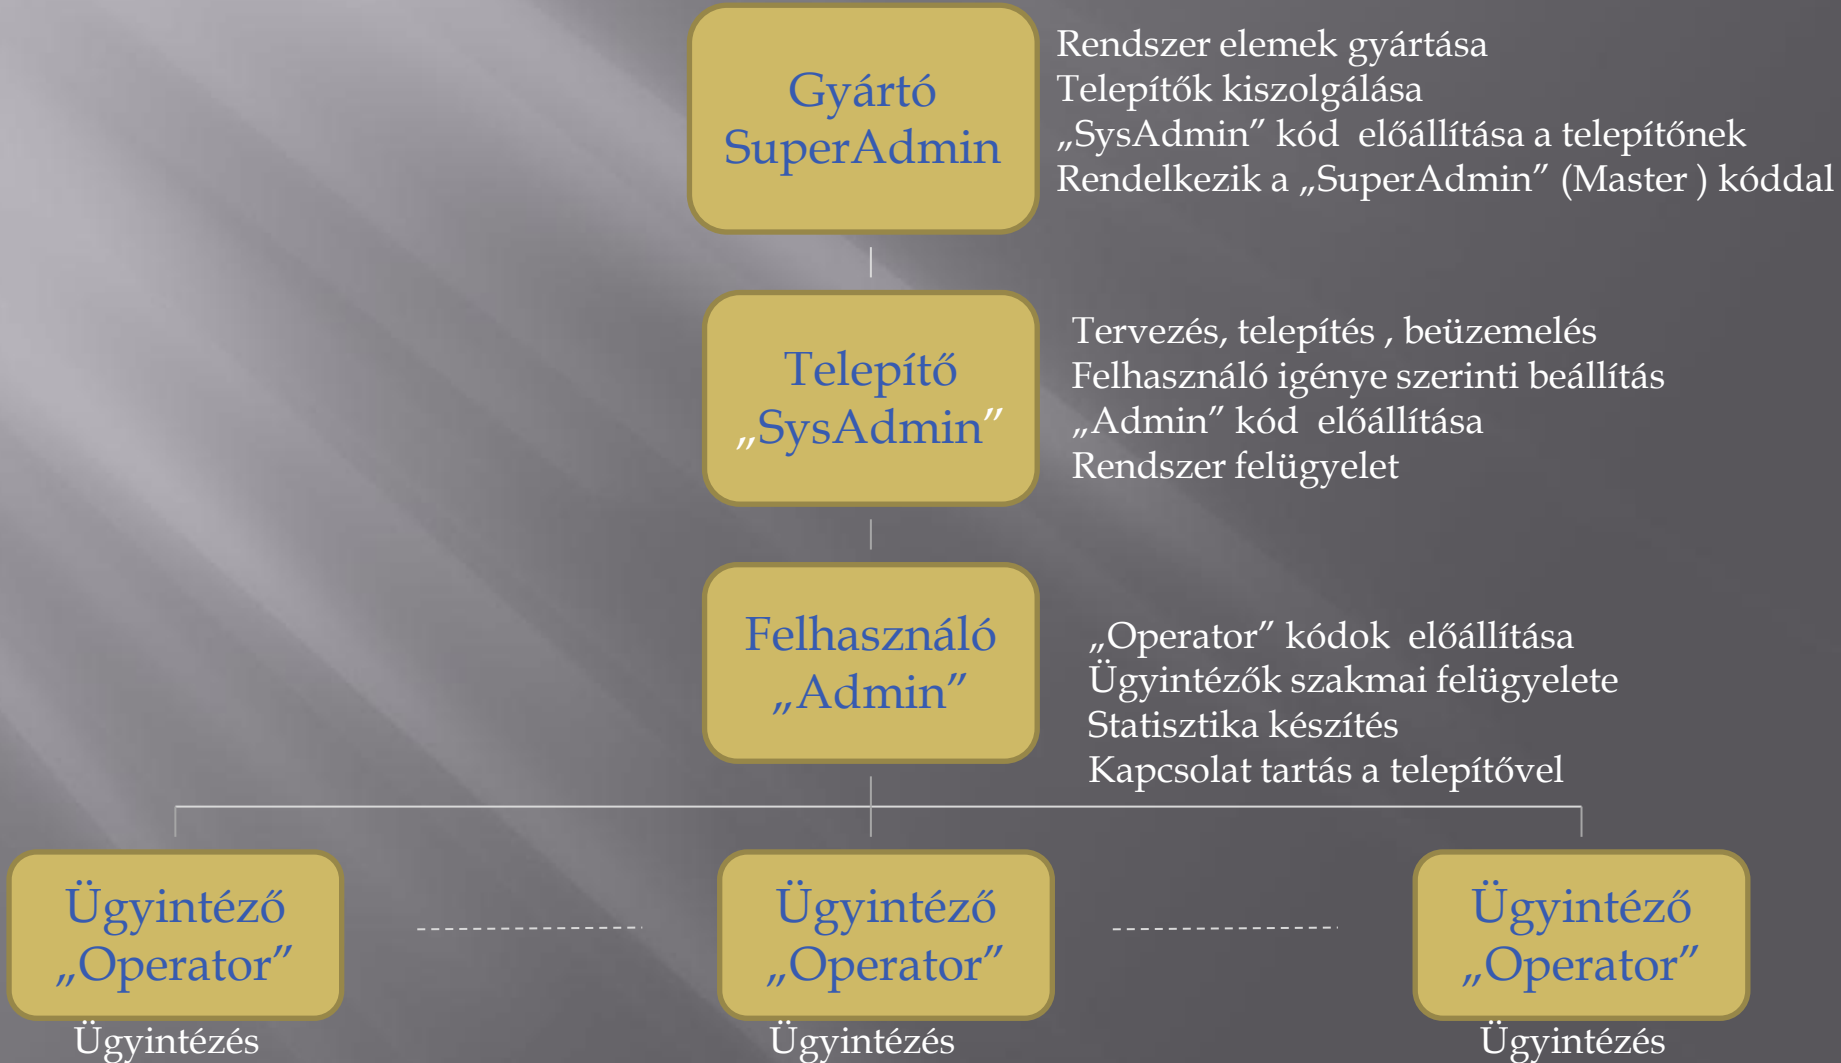 Gyártó
SuperAdmin
Rendszer elemek gyártása
Telepítők kiszolgálása
„SysAdmin” kód előállítása a telepítőnek
Rendelkezik a „SuperAdmin” (Master ) kóddal
Telepítő
„SysAdmin”
Tervezés, telepítés , beüzemelés
Felhasználó igénye szerinti beállítás
„Admin” kód előállítása
Rendszer felügyelet
Felhasználó
„Admin”
„Operator” kódok előállítása
Ügyintézők szakmai felügyelete
Statisztika készítés
Kapcsolat tartás a telepítővel
Ügyintéző
„Operator”
Ügyintézés
Ügyintéző
„Operator”
Ügyintézés
Ügyintéző
„Operator”
Ügyintézés